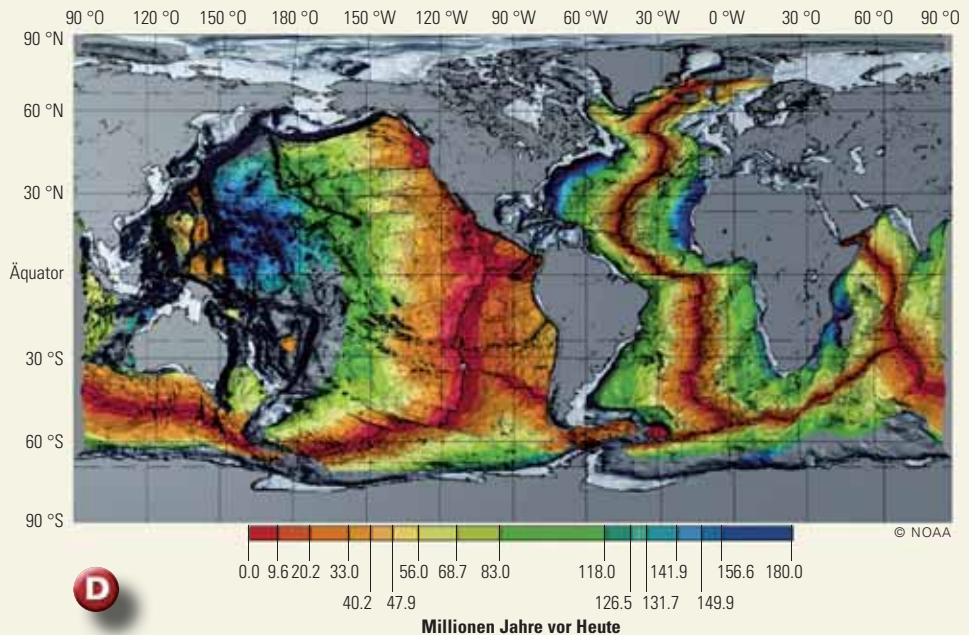 90 °O 120 °O 150 °O 180 °O 150 °W 120 °W 90 °W 60 °W 30 °W 0 °W 30 °O 60 °O 90 °O
90 °N
60 °N
30 °N
Äquator
30 °S
60 °S
90 °S
© NOAA
0.0 9.6 20.2 33.0 56.0 68.7 83.0 118.0 141.9 156.6 180.0
40.2 47.9 126.5 131.7 149.9
D
Millionen Jahre vor Heute